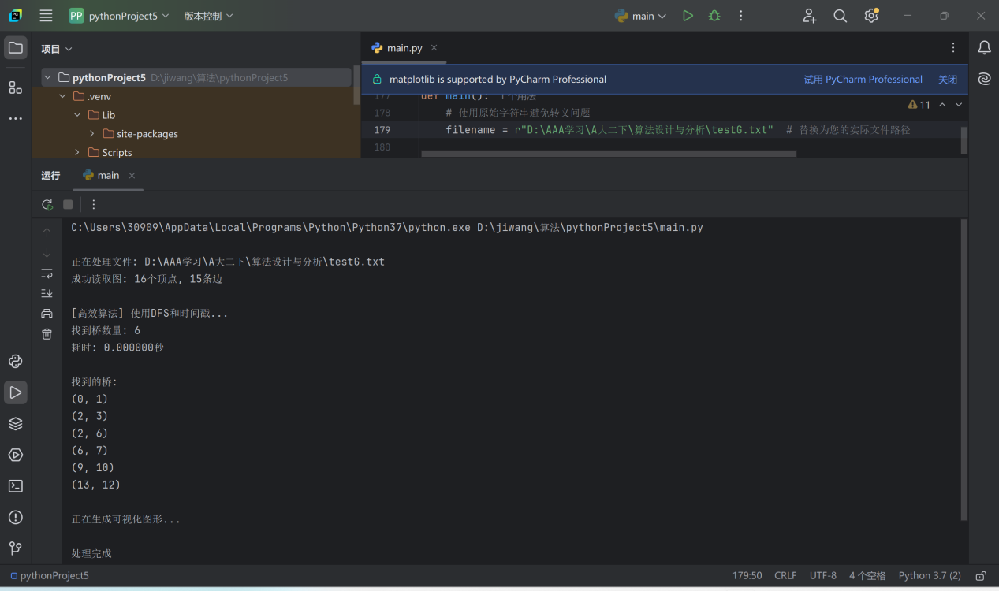 PP pythonProject5 版本控制 main
项目
main.py
pythonProject5 D:\jiwang\算法\pythonProject5
.venv
Lib
site-packages
Scripts
matplotlib is supported by PyCharm Professional 试用 PyCharm Professional 关闭
177 def main(): 1个用法
11
178 # 使用原始字符串避免转义问题
179 filename = r"D:\AAA学习\A大二下\算法设计与分析\testG.txt" # 替换为您的实际文件路径
180
运行 main
C:\Users\30909\AppData\Local\Programs\Python\Python37\python.exe D:\jiwang\算法\pythonProject5\main.py
正在处理文件: D:\AAA学习\A大二下\算法设计与分析\testG.txt
成功读取图: 16个顶点, 15条边
[高效算法] 使用DFS和时间戳...
找到桥数量: 6
耗时: 0.000000秒
找到的桥:
(0, 1)
(2, 3)
(2, 6)
(6, 7)
(9, 10)
(13, 12)
正在生成可视化图形...
处理完成
pythonProject5 179:50 CRLF UTF-8 4 个空格 Python 3.7 (2)